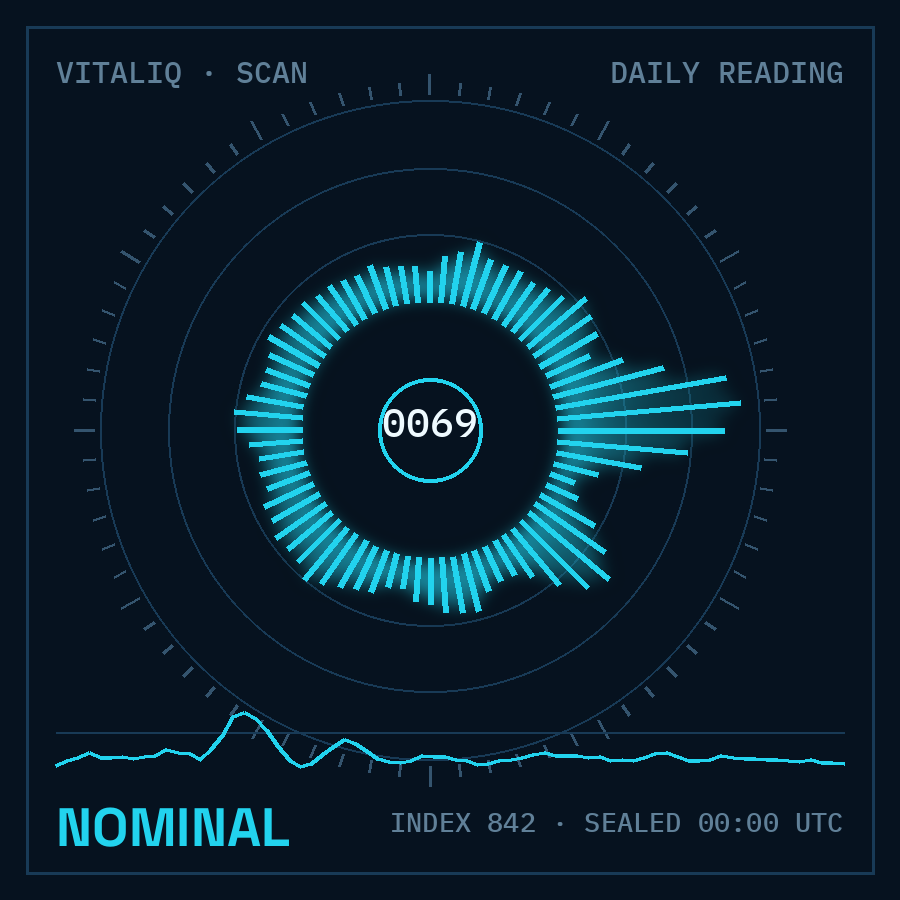 VITALIQ · SCAN
DAILY READING
0069
NOMINAL
INDEX 842 · SEALED 00:00 UTC